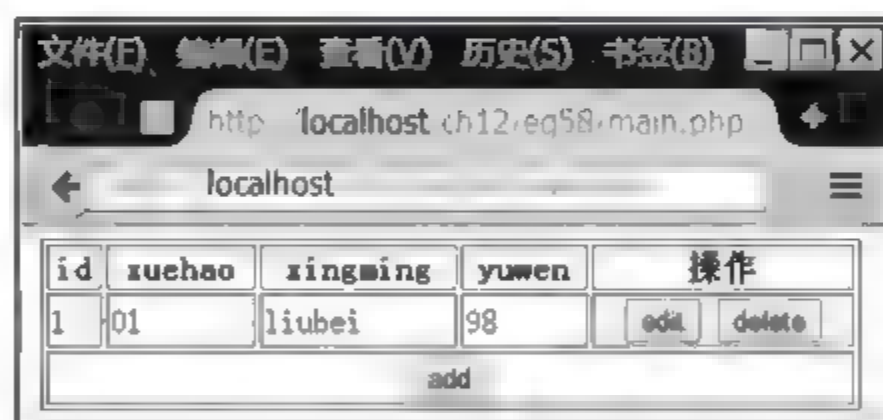 文件(F) 编辑(E) 查看(V) 历史(S) 书签(B)
http localhost ch12/eg58/main.php
localhost
id xuehao xingming yuwen 操作
1 01 liubei 98 edit delete
add